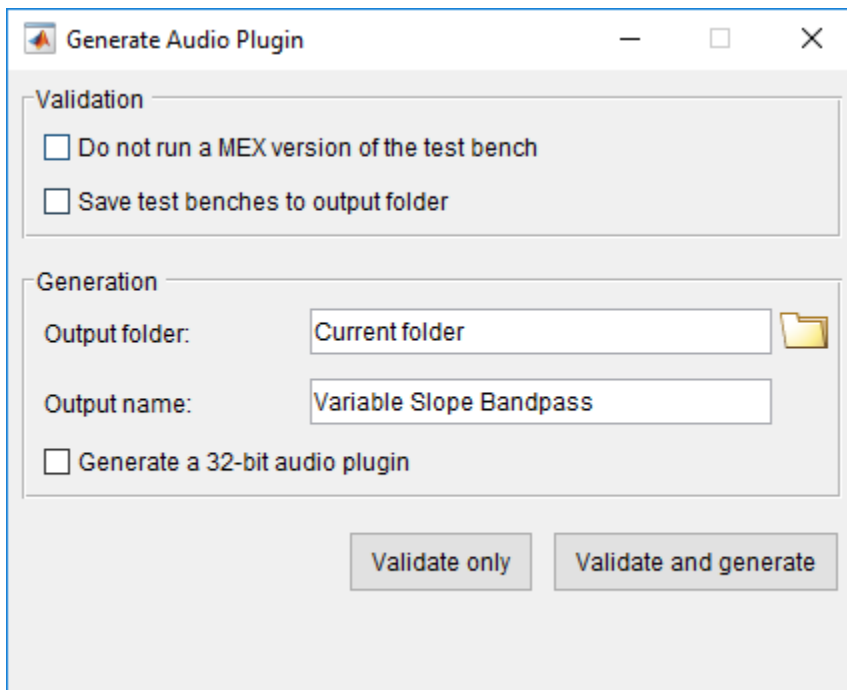 Generate Audio Plugin
Validation
Do not run a MEX version of the test bench
Save test benches to output folder
Generation
Output folder: Current folder
Output name: Variable Slope Bandpass
Generate a 32-bit audio plugin
Validate only Validate and generate